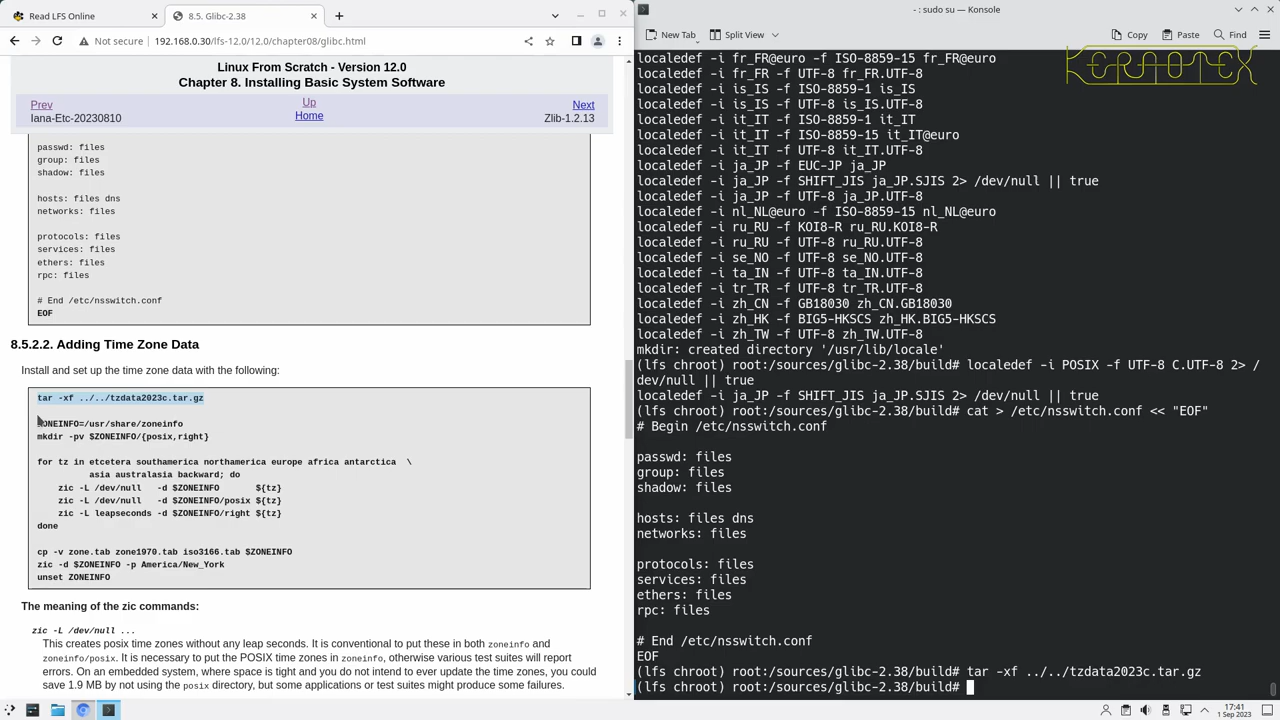 Read LFS Online
8.5. Glibc-2.38
Not secure
192.168.0.30/lfs-12.0/12.0/chapter08/glibc.html
Linux From Scratch - Version 12.0
Chapter 8. Installing Basic System Software
Prev
Up
Next
Iana-Etc-20230810
Home
Zlib-1.2.13
passwd: files
group: files
shadow: files
hosts: files dns
networks: files
protocols: files
services: files
ethers: files
rpc: files
# End /etc/nsswitch.conf
EOF
8.5.2.2. Adding Time Zone Data
Install and set up the time zone data with the following:
tar -xf ../../tzdata2023c.tar.gz
ZONEINFO=/usr/share/zoneinfo
mkdir -pv $ZONEINFO/{posix,right}
for tz in etcetera southamerica northamerica europe africa antarctica \
asia australasia backward; do
zic -L /dev/null -d $ZONEINFO ${tz}
zic -L /dev/null -d $ZONEINFO/posix ${tz}
zic -L leapseconds -d $ZONEINFO/right ${tz}
done
cp -v zone.tab zone1970.tab iso3166.tab $ZONEINFO
zic -d $ZONEINFO -p America/New_York
unset ZONEINFO
The meaning of the zic commands:
zic -L /dev/null ...
This creates posix time zones without any leap seconds. It is conventional to put these in both zoneinfo and
zoneinfo/posix. It is necessary to put the POSIX time zones in zoneinfo, otherwise various test suites will report
errors. On an embedded system, where space is tight and you do not intend to ever update the time zones, you could
save 1.9 MB by not using the posix directory, but some applications or test suites might produce some failures.
- : sudo su — Konsole
New Tab
Split View
Copy
Paste
Find
KERNOTEX
localedef -i fr_FR@euro -f ISO-8859-15 fr_FR@euro
localedef -i fr_FR -f UTF-8 fr_FR.UTF-8
localedef -i is_IS -f ISO-8859-1 is_IS
localedef -i is_IS -f UTF-8 is_IS.UTF-8
localedef -i it_IT -f ISO-8859-1 it_IT
localedef -i it_IT -f ISO-8859-15 it_IT@euro
localedef -i it_IT -f UTF-8 it_IT.UTF-8
localedef -i ja_JP -f EUC-JP ja_JP
localedef -i ja_JP -f SHIFT_JIS ja_JP.SJIS 2> /dev/null || true
localedef -i ja_JP -f UTF-8 ja_JP.UTF-8
localedef -i nl_NL@euro -f ISO-8859-15 nl_NL@euro
localedef -i ru_RU -f KOI8-R ru_RU.KOI8-R
localedef -i ru_RU -f UTF-8 ru_RU.UTF-8
localedef -i se_NO -f UTF-8 se_NO.UTF-8
localedef -i ta_IN -f UTF-8 ta_IN.UTF-8
localedef -i tr_TR -f UTF-8 tr_TR.UTF-8
localedef -i zh_CN -f GB18030 zh_CN.GB18030
localedef -i zh_HK -f BIG5-HKSCS zh_HK.BIG5-HKSCS
localedef -i zh_TW -f UTF-8 zh_TW.UTF-8
mkdir: created directory '/usr/lib/locale'
(lfs chroot) root:/sources/glibc-2.38/build# localedef -i POSIX -f UTF-8 C.UTF-8 2> /
dev/null || true
localedef -i ja_JP -f SHIFT_JIS ja_JP.SJIS 2> /dev/null || true
(lfs chroot) root:/sources/glibc-2.38/build# cat > /etc/nsswitch.conf << "EOF"
# Begin /etc/nsswitch.conf
passwd: files
group: files
shadow: files
hosts: files dns
networks: files
protocols: files
services: files
ethers: files
rpc: files
# End /etc/nsswitch.conf
EOF
(lfs chroot) root:/sources/glibc-2.38/build# tar -xf ../../tzdata2023c.tar.gz
(lfs chroot) root:/sources/glibc-2.38/build#
17:41
1 Sep 2023